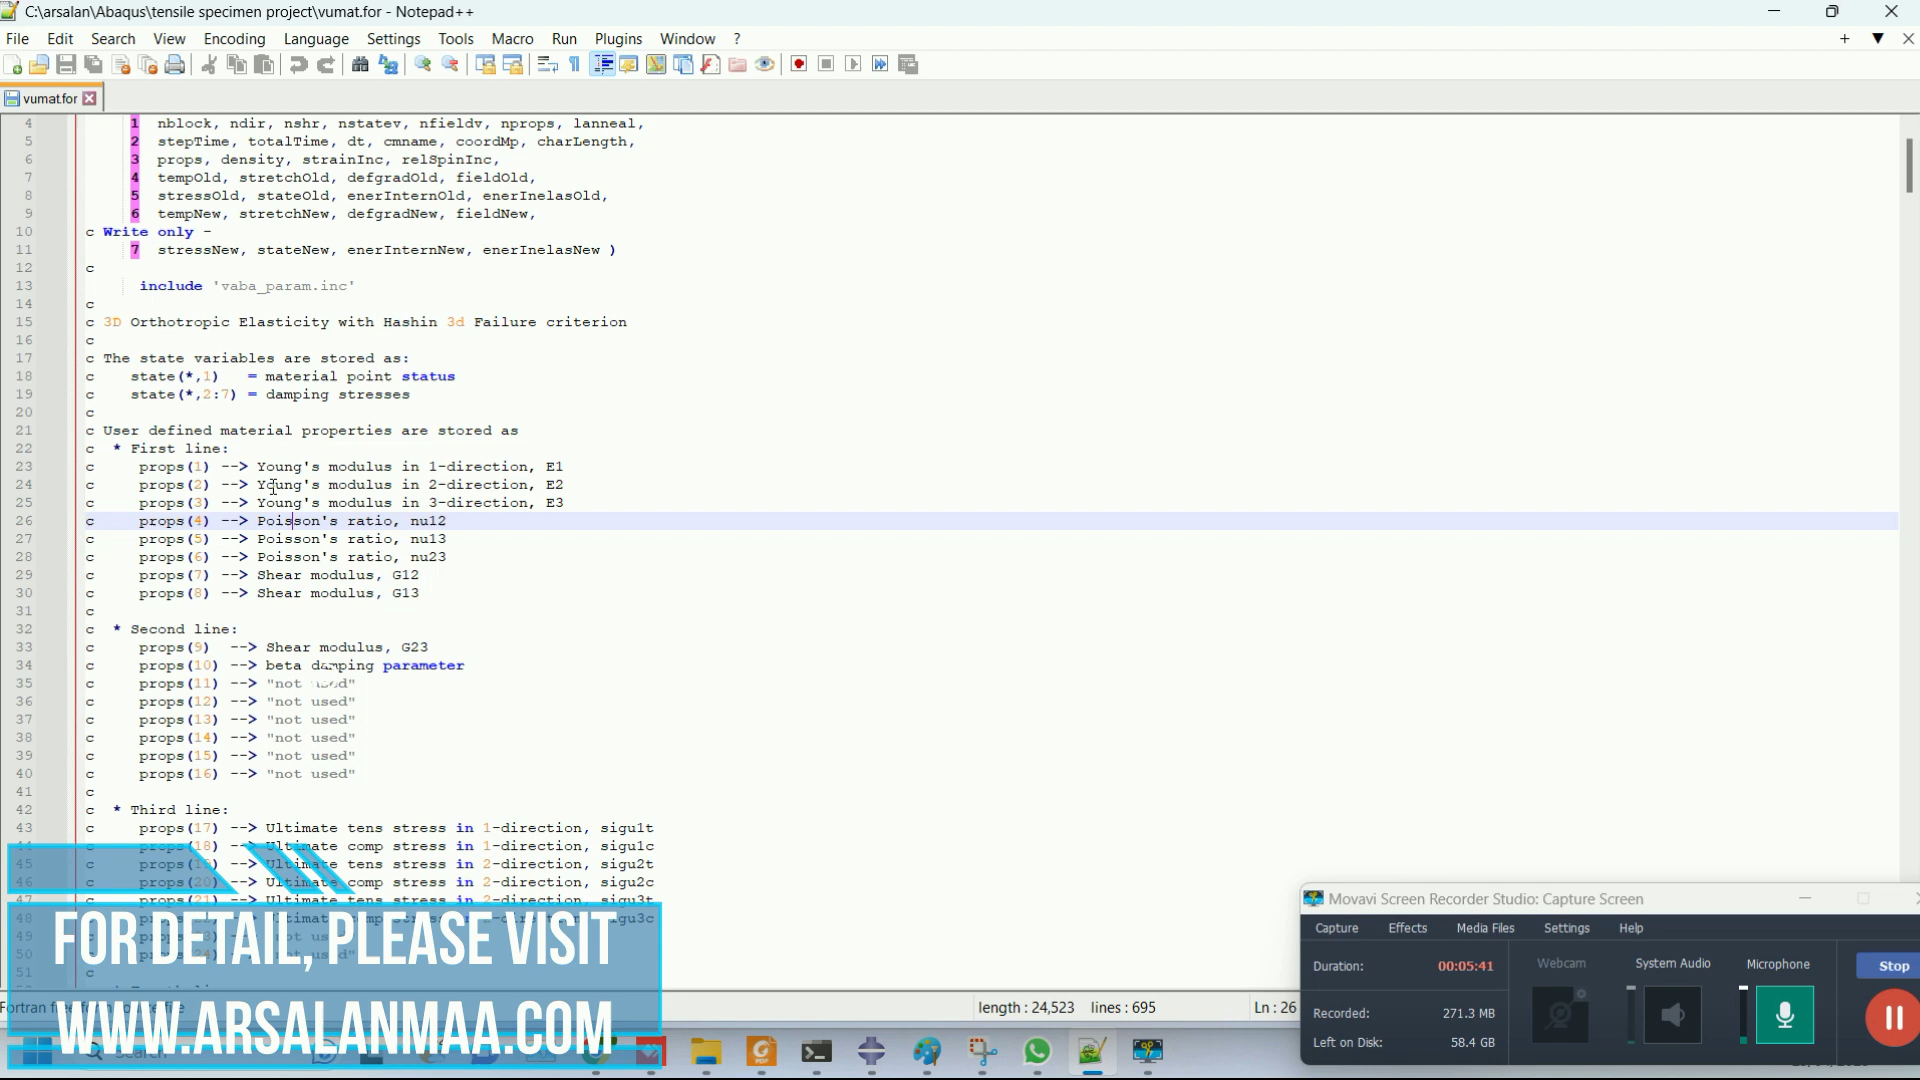 C:\arsalan\Abaqus\tensile specimen project\vumat.for - Notepad++
File Edit Search View Encoding Language Settings Tools Macro Run Plugins Window ?
vumat.for
4 1 nblock, ndir, nshr, nstatev, nfieldv, nprops, lanneal,
5 2 stepTime, totalTime, dt, cmname, coordMp, charLength,
6 3 props, density, strainInc, relSpinInc,
7 4 tempOld, stretchOld, defgradOld, fieldOld,
8 5 stressOld, stateOld, enerInternOld, enerInelasOld,
9 6 tempNew, stretchNew, defgradNew, fieldNew,
10 c Write only -
11 7 stressNew, stateNew, enerInternNew, enerInelasNew )
12 c
13 include 'vaba_param.inc'
14 c
15 c 3D Orthotropic Elasticity with Hashin 3d Failure criterion
16 c
17 c The state variables are stored as:
18 c state(*,1) = material point status
19 c state(*,2:7) = damping stresses
20 c
21 c User defined material properties are stored as
22 c * First line:
23 c props(1) --> Young's modulus in 1-direction, E1
24 c props(2) --> Young's modulus in 2-direction, E2
25 c props(3) --> Young's modulus in 3-direction, E3
26 c props(4) --> Poisson's ratio, nu12
27 c props(5) --> Poisson's ratio, nu13
28 c props(6) --> Poisson's ratio, nu23
29 c props(7) --> Shear modulus, G12
30 c props(8) --> Shear modulus, G13
31 c
32 c * Second line:
33 c props(9) --> Shear modulus, G23
34 c props(10) --> beta damping parameter
35 c props(11) --> "not used"
36 c props(12) --> "not used"
37 c props(13) --> "not used"
38 c props(14) --> "not used"
39 c props(15) --> "not used"
40 c props(16) --> "not used"
41 c
42 c * Third line:
43 c props(17) --> Ultimate tens stress in 1-direction, sigu1t
44 c props(18) --> Ultimate comp stress in 1-direction, sigu1c
45 c props(19) --> Ultimate tens stress in 2-direction, sigu2t
46 c props(20) --> Ultimate comp stress in 2-direction, sigu2c
47
48
49
50
51 c
FOR DETAIL, PLEASE VISIT
WWW.ARSALANMAA.COM
length : 24,523 lines : 695 Ln : 26
Search
Movavi Screen Recorder Studio: Capture Screen
Capture Effects Media Files Settings Help
Duration: 00:05:41
Webcam System Audio Microphone
Stop
Recorded: 271.3 MB
Left on Disk: 58.4 GB